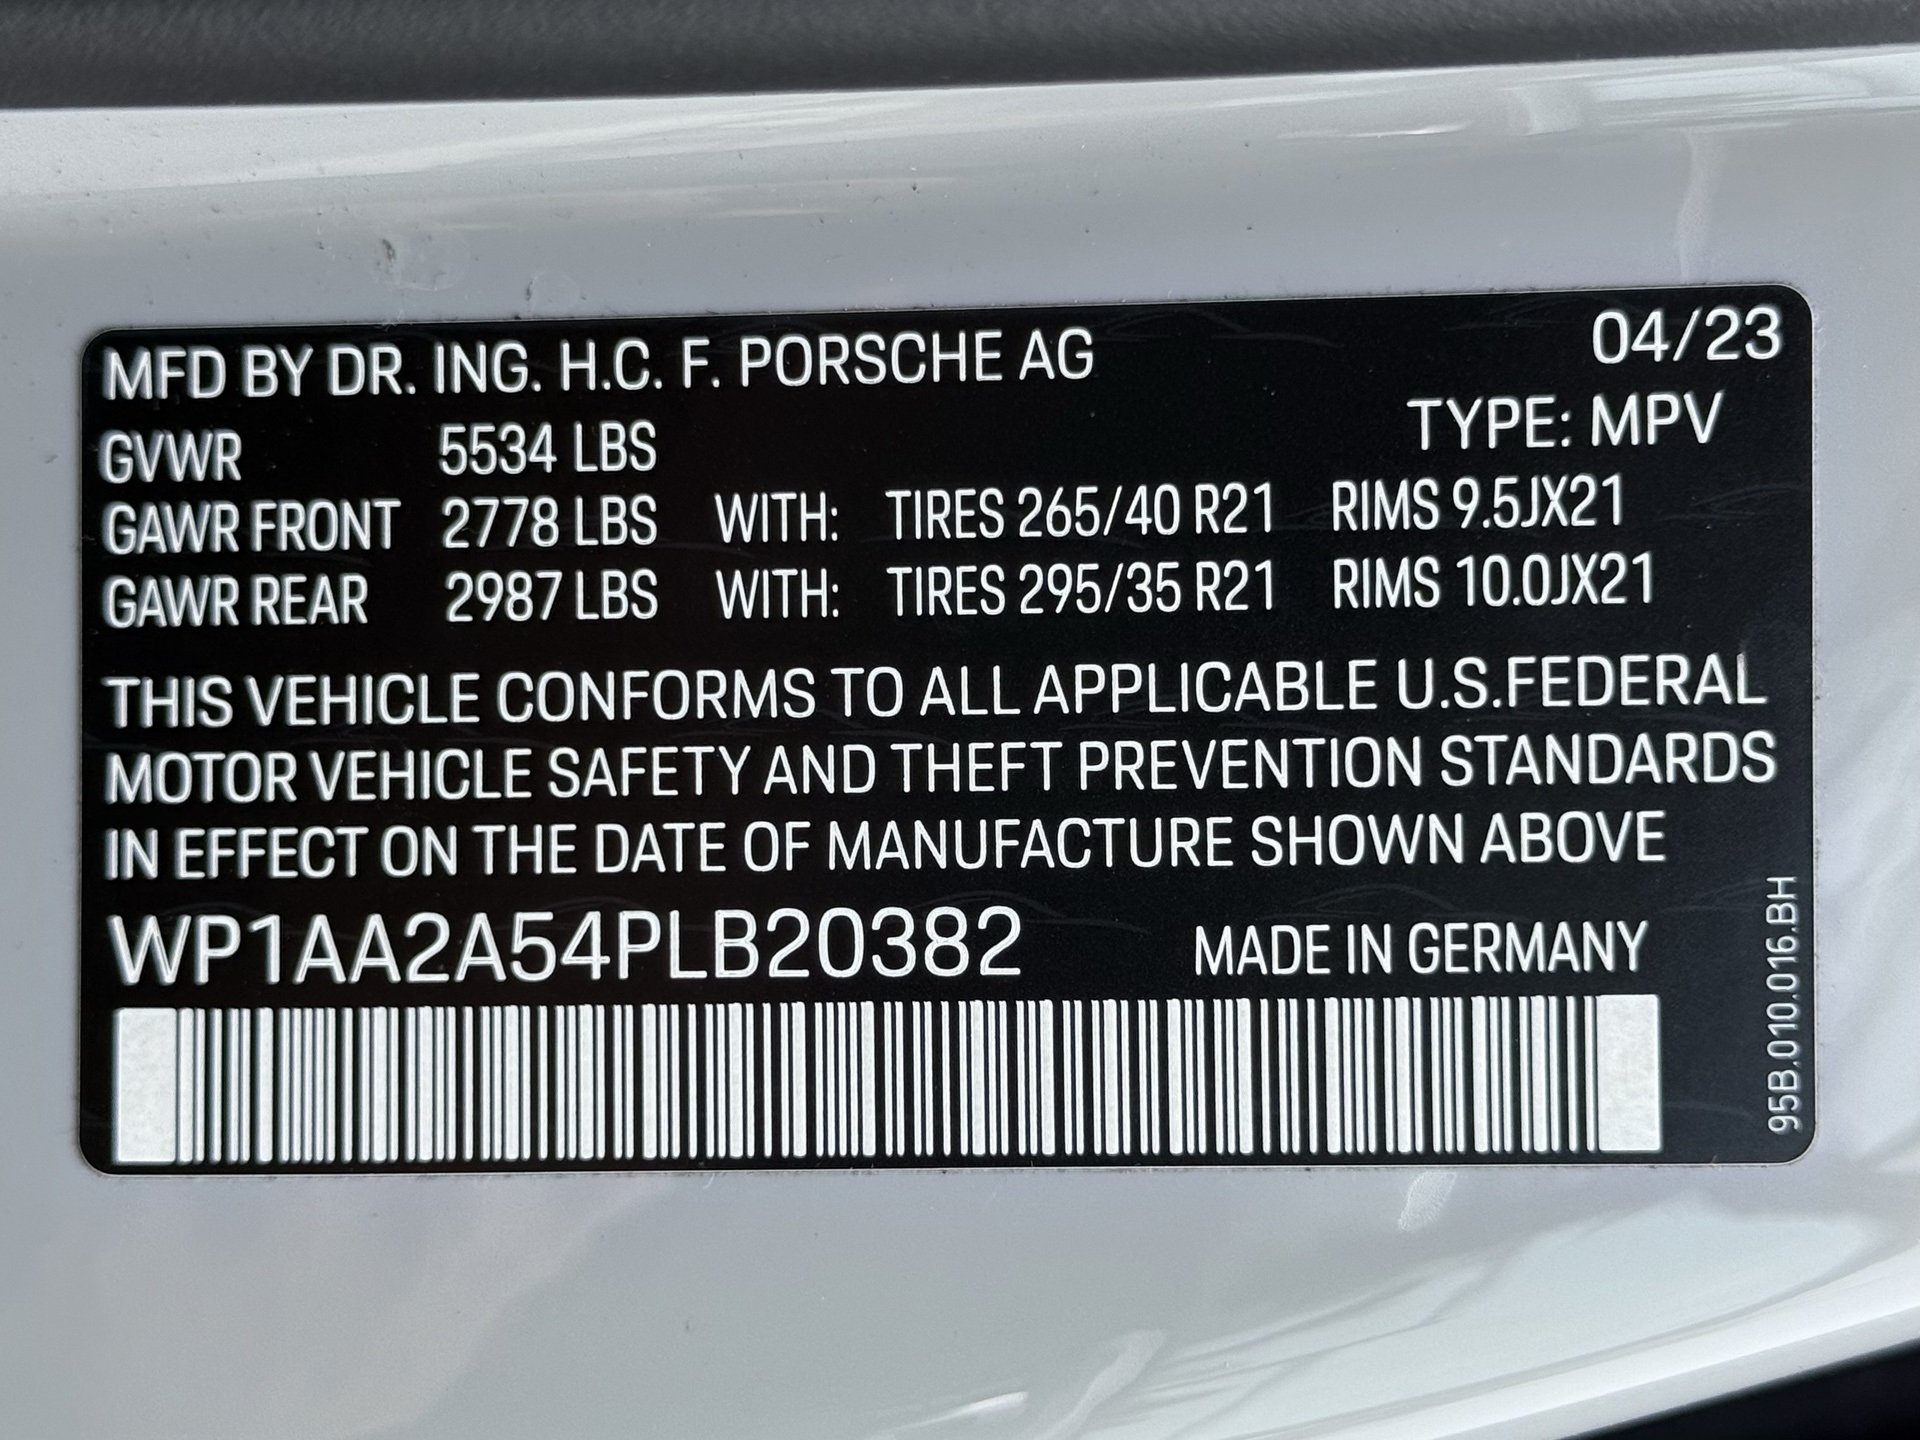 MFD BY DR. ING. H.C. F. PORSCHE AG 04/23
TYPE: MPV
GVWR 5534 LBS
GAWR FRONT 2778 LBS WITH: TIRES 265/40 R21 RIMS 9.5JX21
GAWR REAR 2987 LBS WITH: TIRES 295/35 R21 RIMS 10.0JX21
THIS VEHICLE CONFORMS TO ALL APPLICABLE U.S.FEDERAL
MOTOR VEHICLE SAFETY AND THEFT PREVENTION STANDARDS
IN EFFECT ON THE DATE OF MANUFACTURE SHOWN ABOVE
WP1AA2A54PLB20382 MADE IN GERMANY
95B.010.016.BH